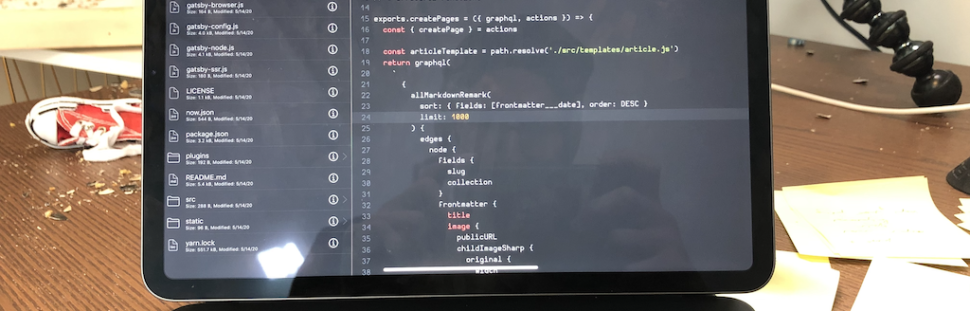 gatsby-browser.js
Size: 164 B, Modified: 5/14/20
gatsby-config.js
Size: 4.0 kB, Modified: 5/14/20
gatsby-node.js
Size: 4.1 kB, Modified: 5/14/20
gatsby-ssr.js
Size: 180 B, Modified: 5/14/20
LICENSE
Size: 1.1 kB, Modified: 5/14/20
now.json
Size: 544 B, Modified: 5/14/20
package.json
Size: 3.2 kB, Modified: 5/14/20
plugins
Size: 192 B, Modified: 5/14/20
README.md
Size: 5.4 kB, Modified: 5/14/20
src
Size: 288 B, Modified: 5/14/20
static
Size: 96 B, Modified: 5/14/20
yarn.lock
Size: 551.7 kB, Modified: 5/14/20
14
15 exports.createPages = ({ graphql, actions }) => {
16 const { createPage } = actions
17
18 const articleTemplate = path.resolve('./src/templates/article.js')
19 return graphql(
20 `
21 {
22 allMarkdownRemark(
23 sort: { fields: [frontmatter___date], order: DESC }
24 limit: 1000
25 ) {
26 edges {
27 node {
28 fields {
29 slug
30 collection
31 }
32 frontmatter {
33 title
34 image {
35 publicURL
36 childImageSharp {
37 original {
38 width